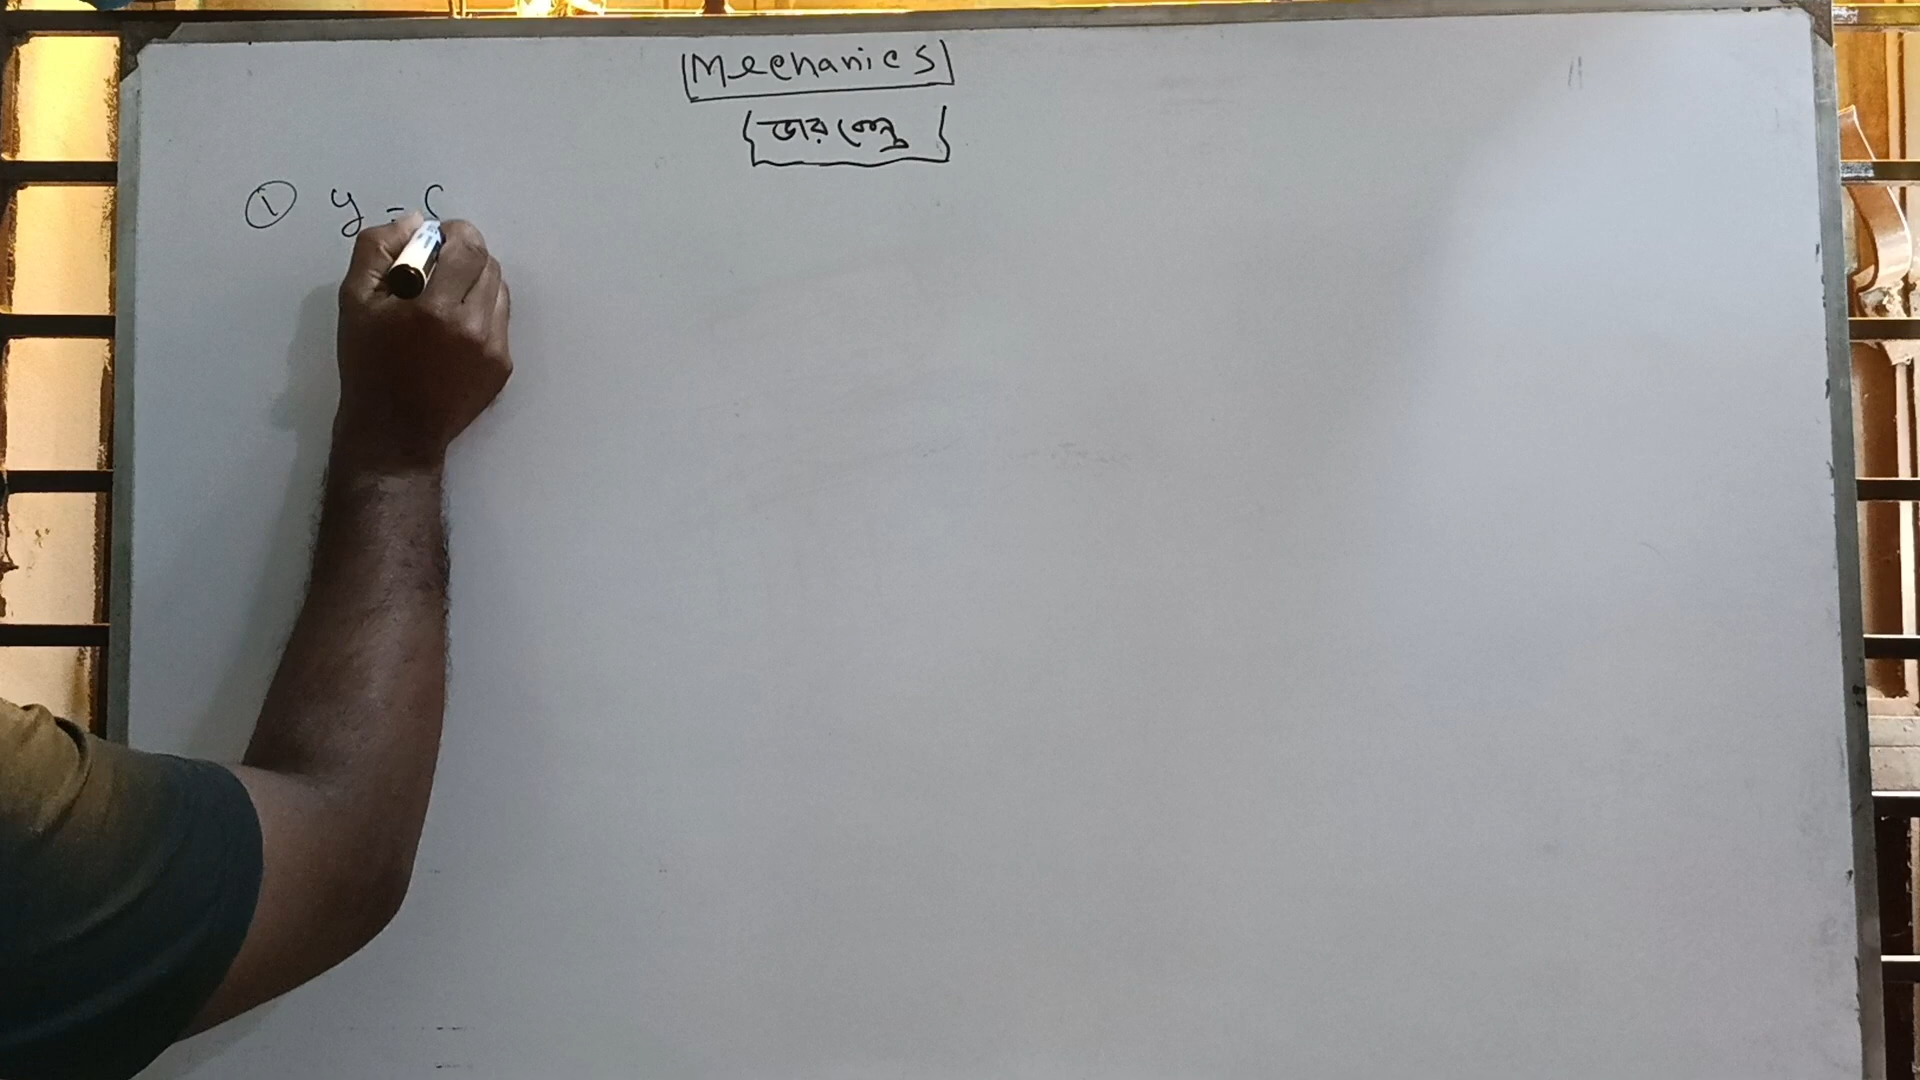 Mechanics
ভারকেন্দ্র
① y =